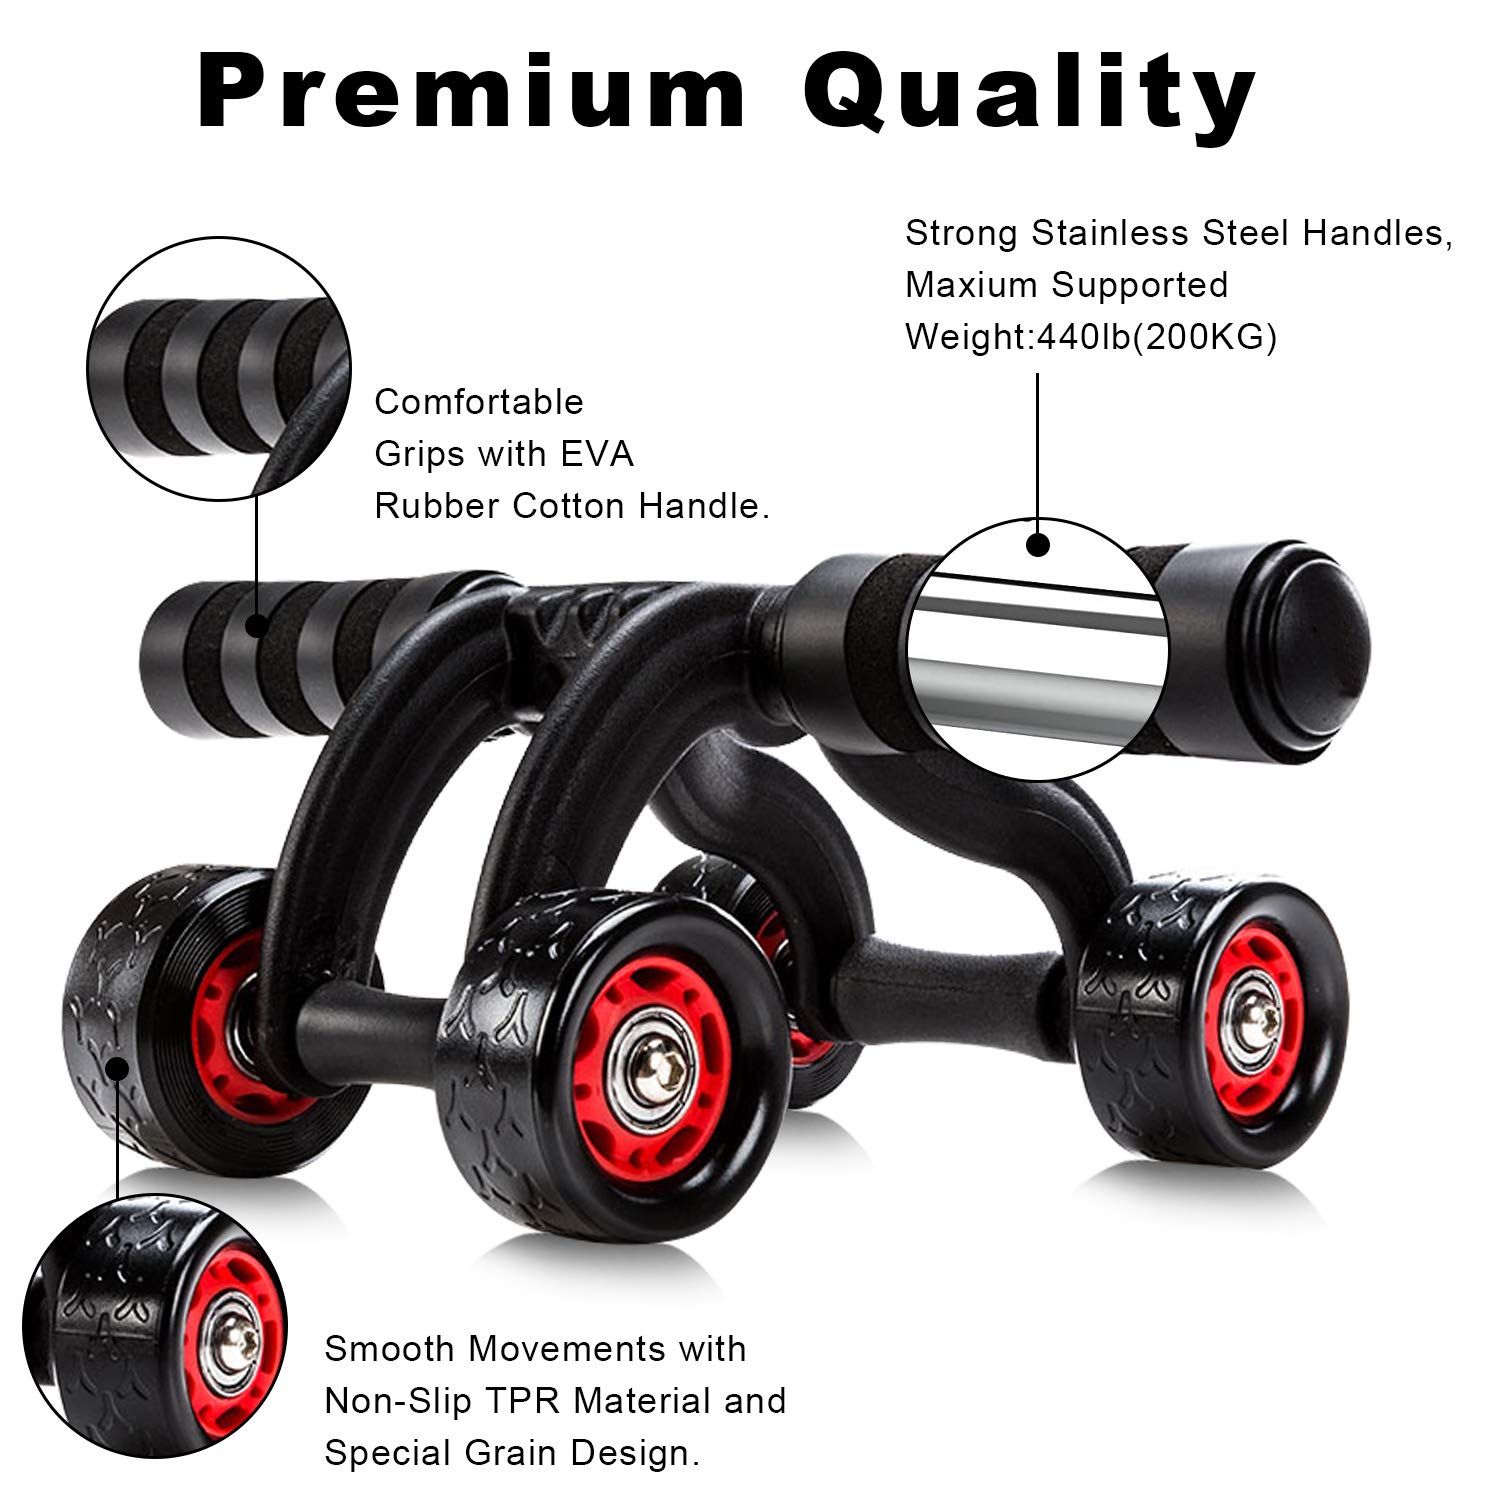 Premium Quality
Strong Stainless Steel Handles,
Maxium Supported
Weight:440lb(200KG)
Comfortable
Grips with EVA
Rubber Cotton Handle.
Smooth Movements with
Non-Slip TPR Material and
Special Grain Design.